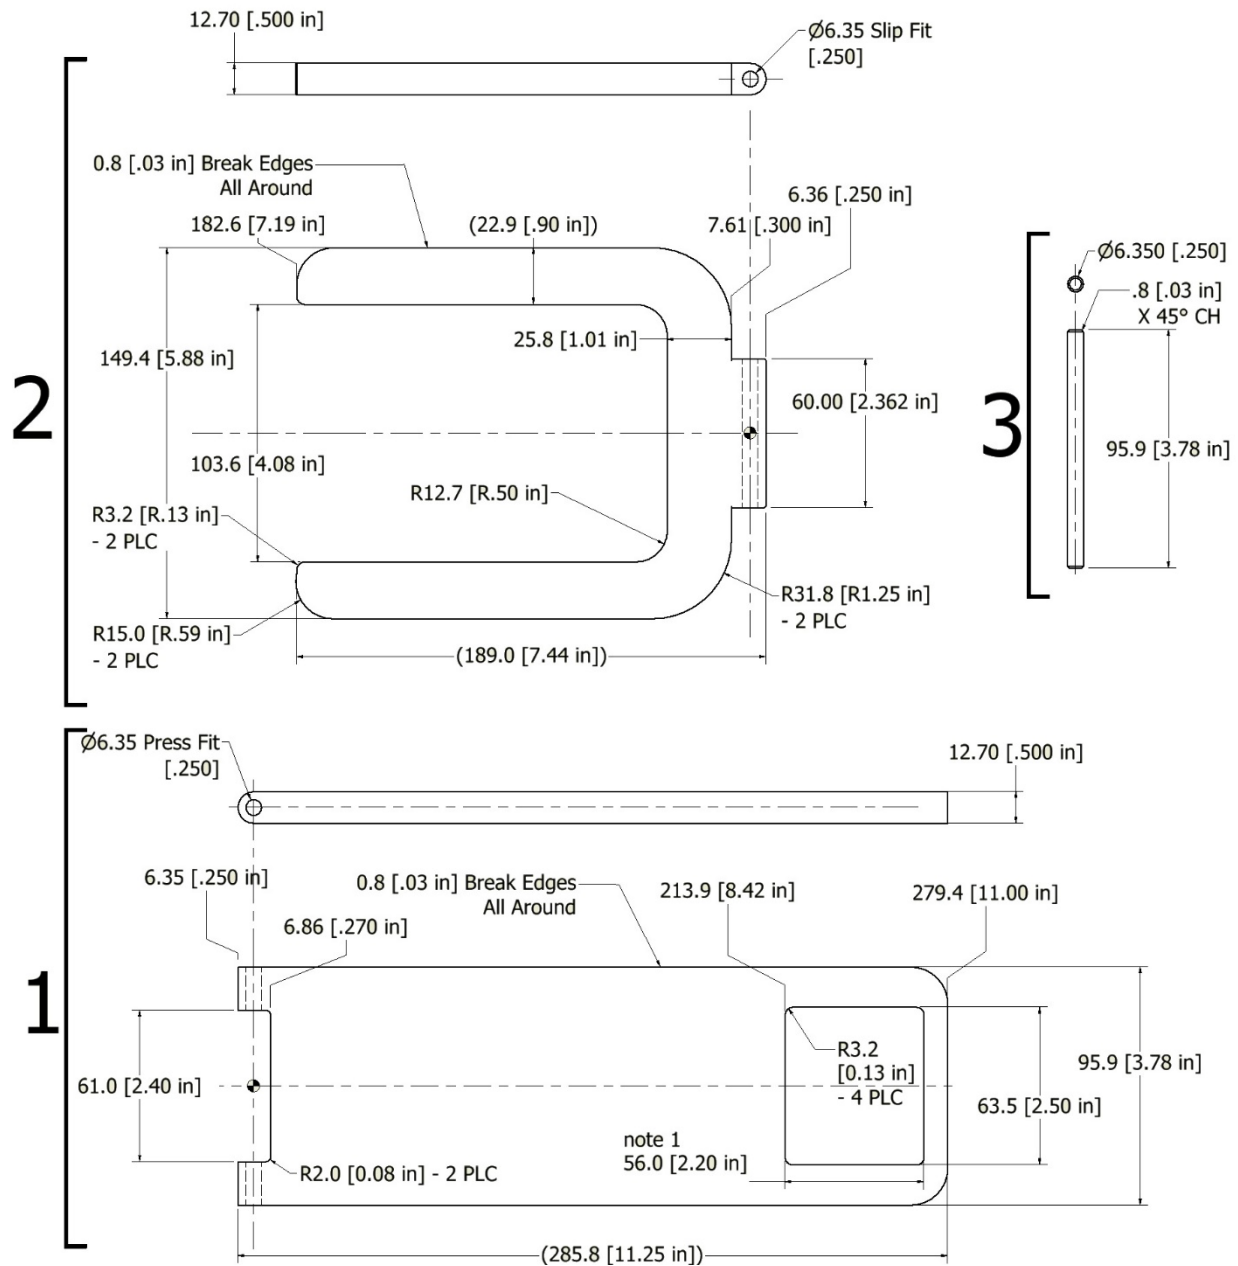 12.70 [.500 in]
Ø6.35 Slip Fit
[.250]
2
0.8 [.03 in] Break Edges
All Around
182.6 [7.19 in]
(22.9 [.90 in])
7.61 [.300 in]
6.36 [.250 in]
149.4 [5.88 in]
25.8 [1.01 in]
60.00 [2.362 in]
103.6 [4.08 in]
R12.7 [R.50 in]
R3.2 [R.13 in]
- 2 PLC
R15.0 [R.59 in]
- 2 PLC
R31.8 [R1.25 in]
- 2 PLC
(189.0 [7.44 in])
3
Ø6.350 [.250]
.8 [.03 in]
X 45° CH
95.9 [3.78 in]
1
Ø6.35 Press Fit
[.250]
12.70 [.500 in]
6.35 [.250 in]
6.86 [.270 in]
0.8 [.03 in] Break Edges
All Around
213.9 [8.42 in]
279.4 [11.00 in]
61.0 [2.40 in]
R3.2
[0.13 in]
- 4 PLC
63.5 [2.50 in]
95.9 [3.78 in]
note 1
56.0 [2.20 in]
R2.0 [0.08 in] - 2 PLC
(285.8 [11.25 in])